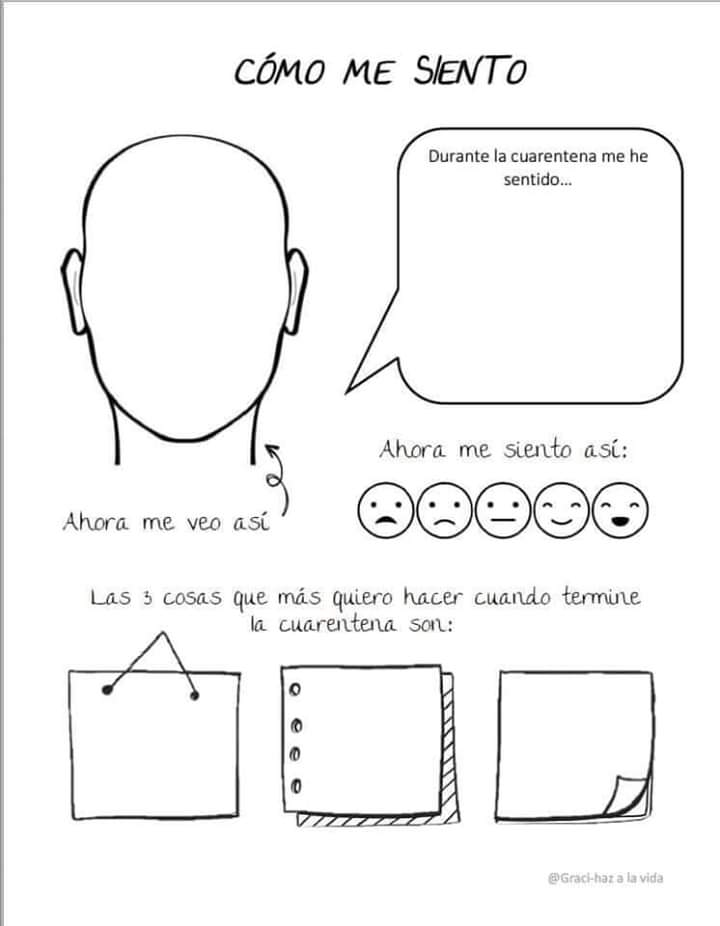 CÓMO ME SIENTO
Durante la cuarentena me he
sentido...
Ahora me siento así:
Ahora me veo así
Las 3 cosas que más quiero hacer cuando termine
la cuarentena son:
@Graci-haz a la vida